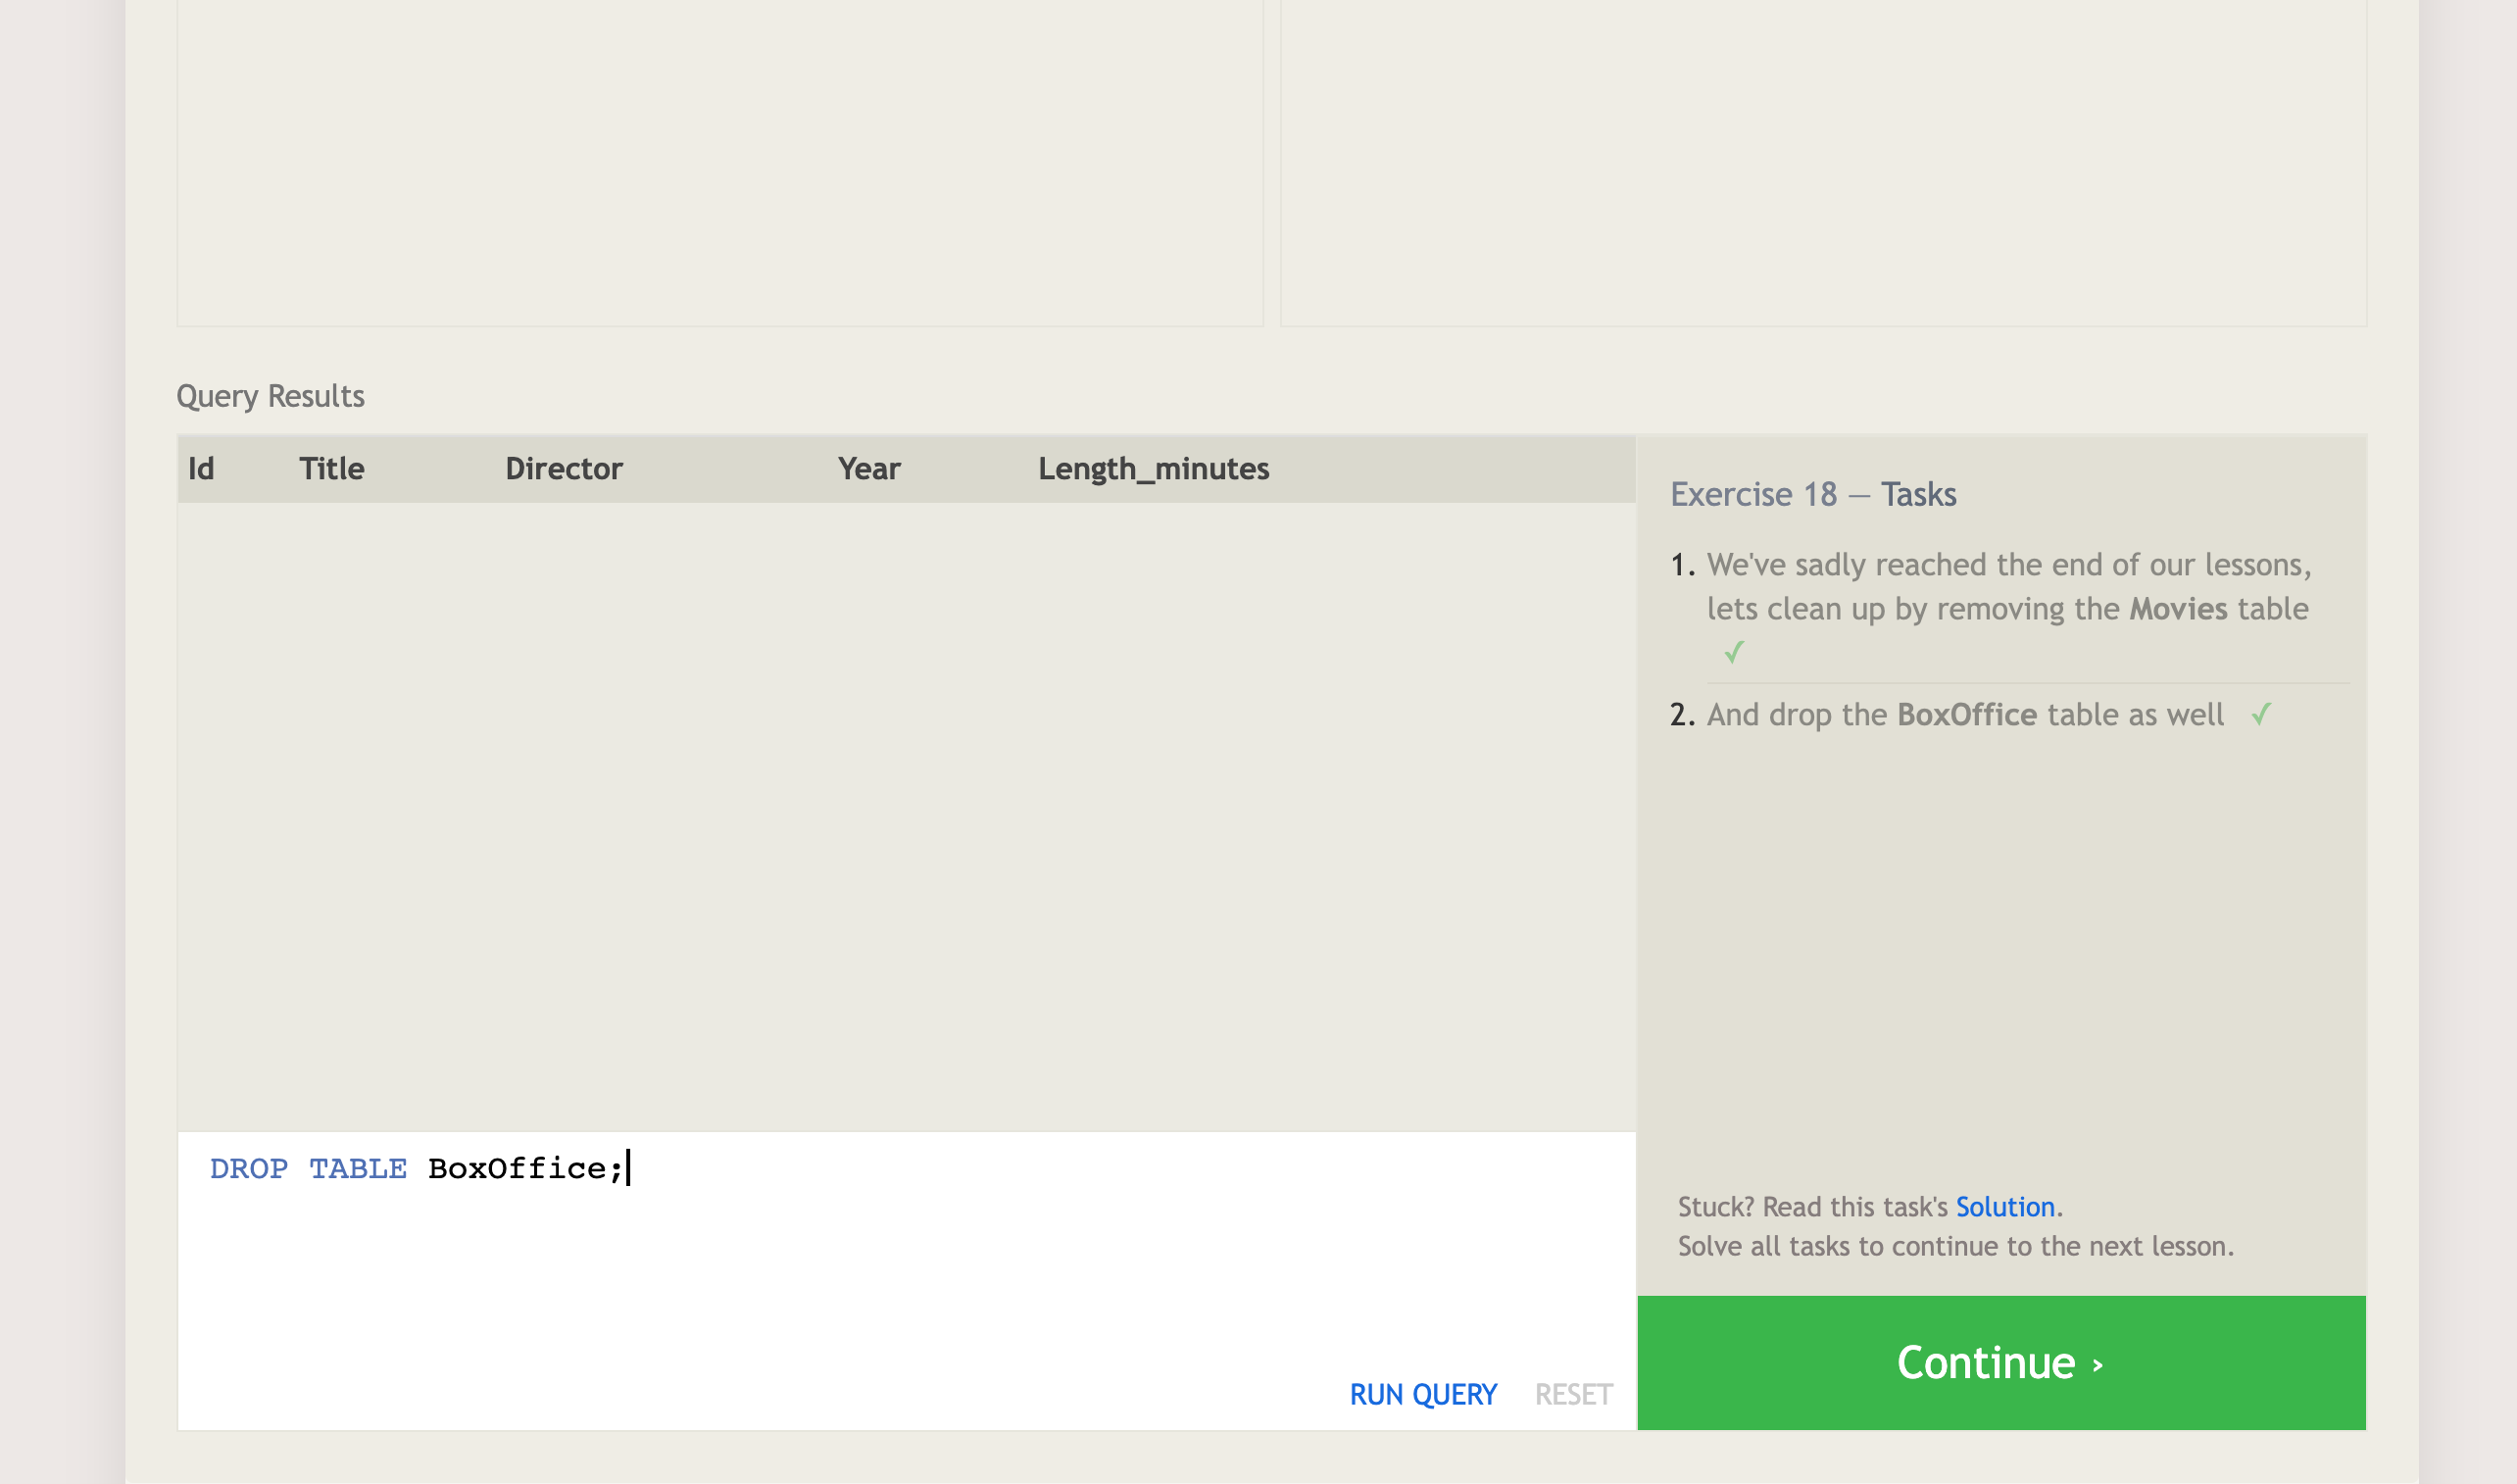 Query Results
Id Title Director Year Length_minutes
Exercise 18 — Tasks
1. We've sadly reached the end of our lessons,
lets clean up by removing the Movies table
✓
2. And drop the BoxOffice table as well ✓
DROP TABLE BoxOffice;
Stuck? Read this task's Solution.
Solve all tasks to continue to the next lesson.
RUN QUERY RESET
Continue ›